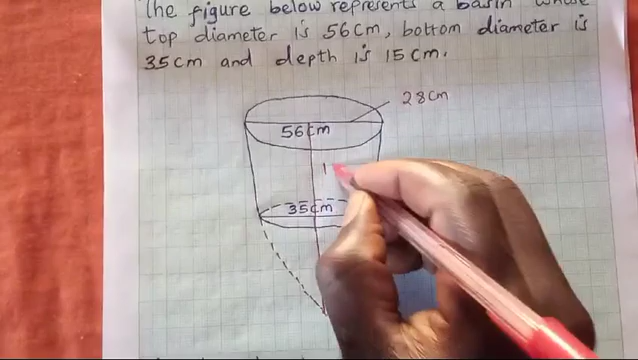 The figure below represents a basin whose
top diameter is 56cm, bottom diameter is
35cm and depth is 15cm.
28cm
56cm
1
35cm